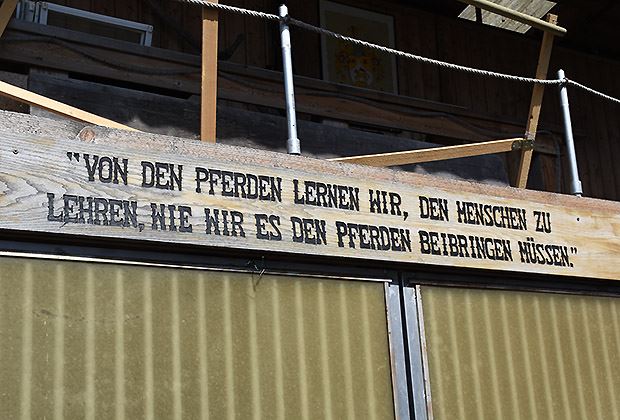 "VON DEN PFERDEN LERNEN WIR, DEN MENSCHEN ZU
LEHREN, WIE WIR ES DEN PFERDEN BEIBRINGEN MÜSSEN."